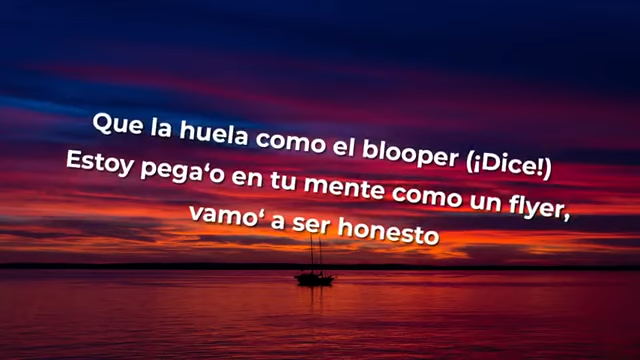 Que la huela como el blooper (¡Dice!)
Estoy pega‘o en tu mente como un flyer,
vamo‘ a ser honesto